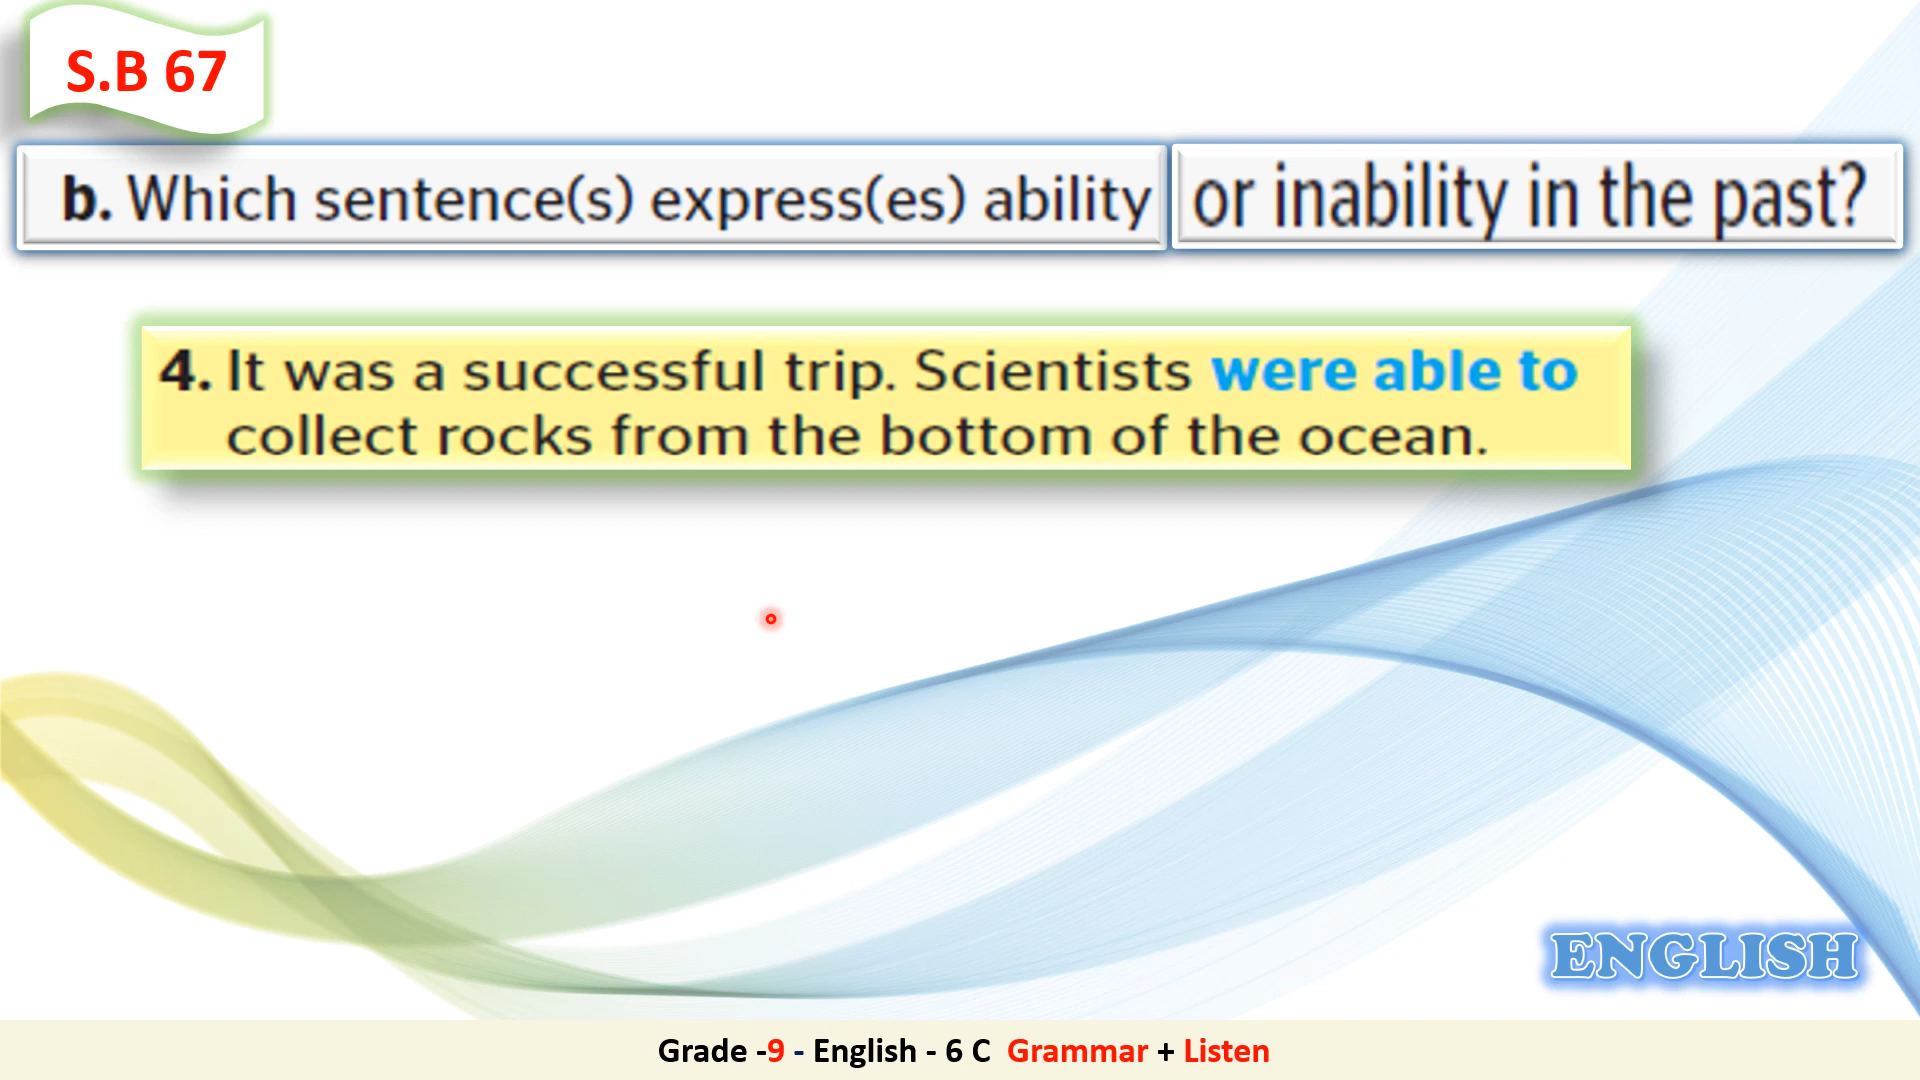 S.B 67
b. Which sentence(s) express(es) ability or inability in the past?
4. It was a successful trip. Scientists were able to
collect rocks from the bottom of the ocean.
ENGLISH
Grade -9 - English - 6 C Grammar + Listen